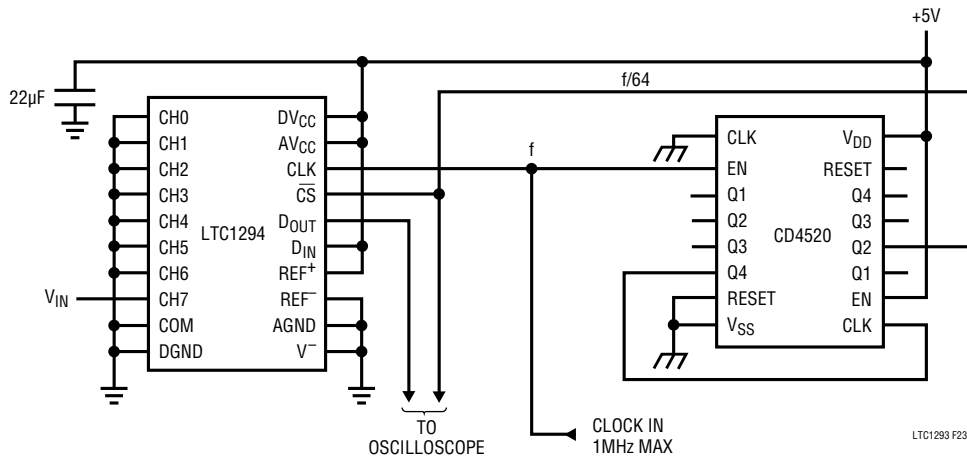 +5V
22µF
f/64
CH0
CH1
CH2
CH3
CH4
CH5
CH6
CH7
COM
DGND
LTC1294
DVCC
AVCC
CLK
CS
DOUT
DIN
REF+
REF–
AGND
V–
VIN
f
CLK
EN
Q1
Q2
Q3
Q4
RESET
VSS
CD4520
VDD
RESET
Q4
Q3
Q2
Q1
EN
CLK
TO
OSCILLOSCOPE
CLOCK IN
1MHz MAX
LTC1293 F23